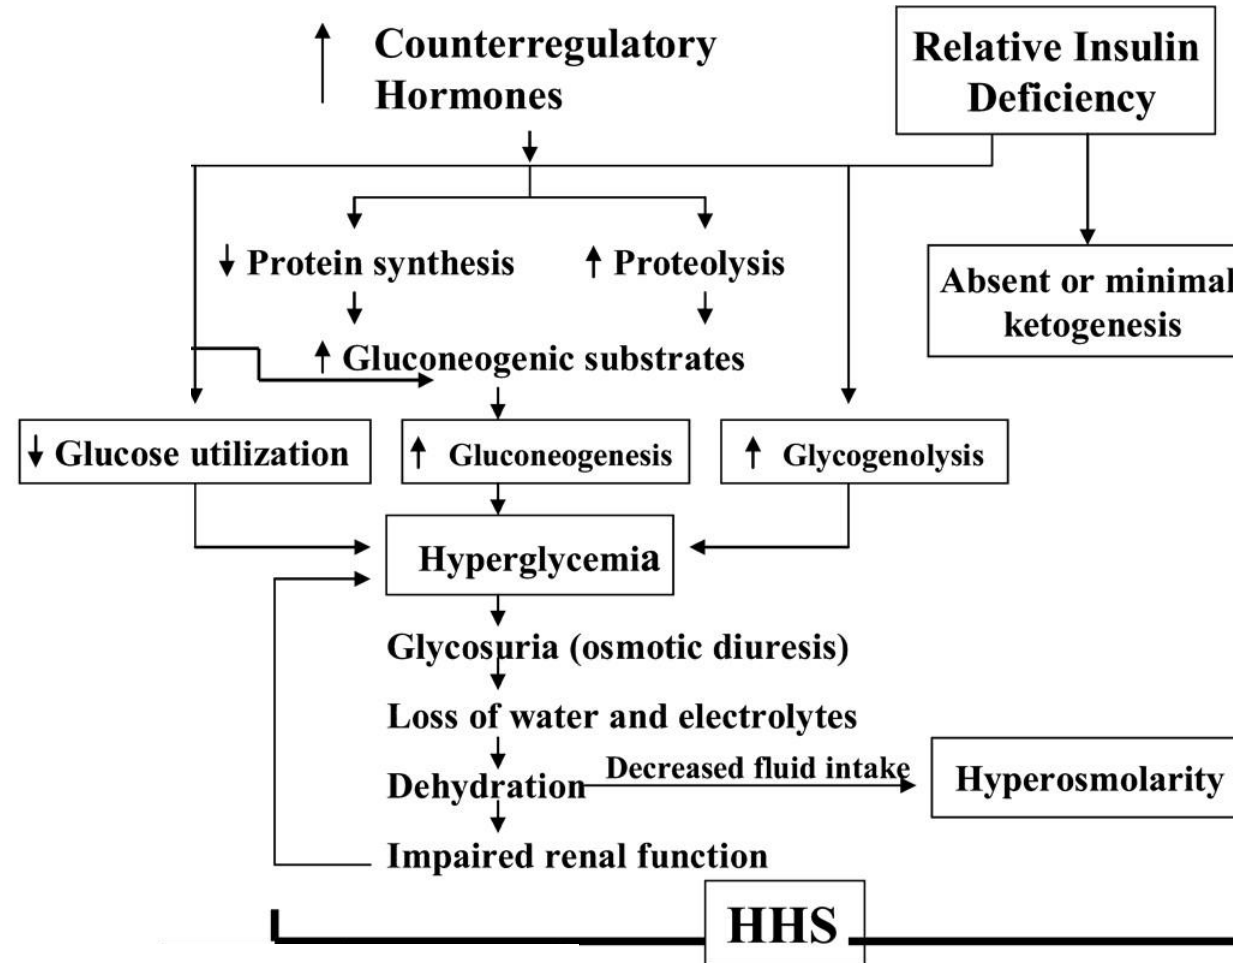 ↑ Counterregulatory
Hormones
Relative Insulin
Deficiency
↓ Protein synthesis
↑ Proteolysis
Absent or minimal
ketogenesis
↑ Gluconeogenic substrates
↓ Glucose utilization
↑ Gluconeogenesis
↑ Glycogenolysis
Hyperglycemia
Glycosuria (osmotic diuresis)
Loss of water and electrolytes
Decreased fluid intake
Dehydration
Hyperosmolarity
Impaired renal function
HHS